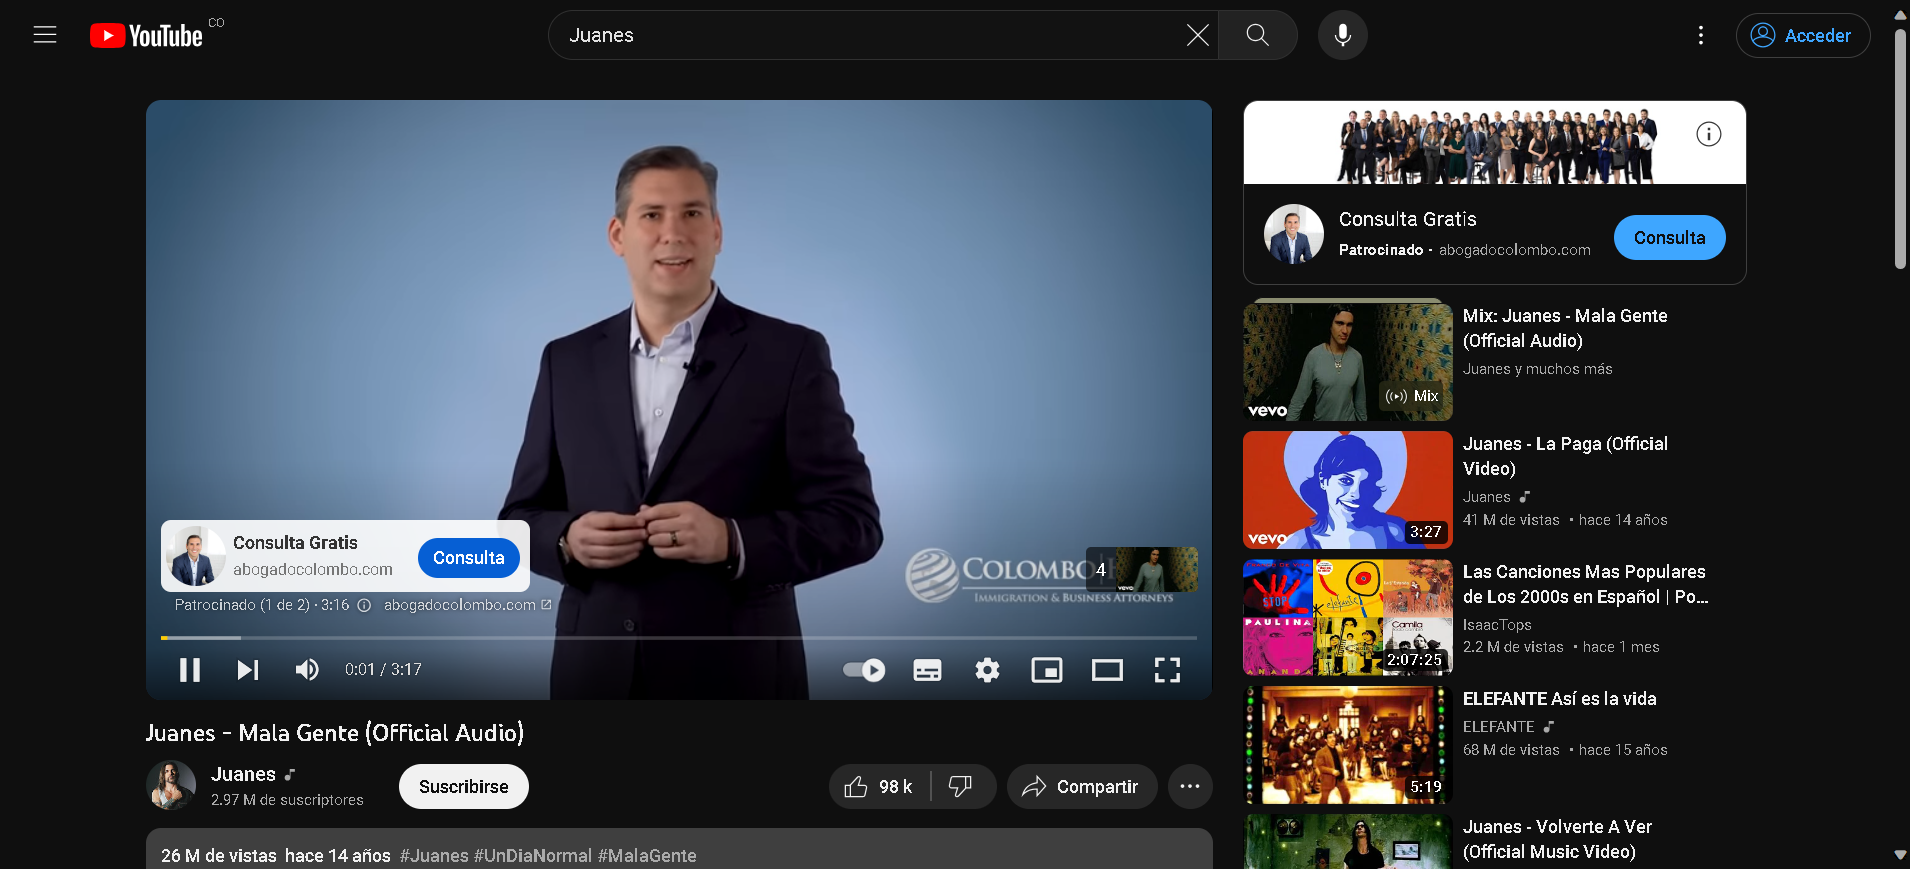 YouTube CO
Juanes
Acceder
Consulta Gratis
abogadocolombo.com
Consulta
Patrocinado (1 de 2) · 3:16 abogadocolombo.com
COLOMBO
IMMIGRATION & BUSINESS ATTORNEYS
4
0:01 / 3:17
Juanes - Mala Gente (Official Audio)
Juanes
2.97 M de suscriptores
Suscribirse
98 k
Compartir
26 M de vistas hace 14 años #Juanes #UnDiaNormal #MalaGente
Consulta Gratis
Patrocinado · abogadocolombo.com
Consulta
vevo
Mix
Mix: Juanes - Mala Gente
(Official Audio)
Juanes y muchos más
vevo
3:27
Juanes - La Paga (Official
Video)
Juanes
41 M de vistas • hace 14 años
STOP
elefante
PAULINA
Camila
2:07:25
Las Canciones Mas Populares
de Los 2000s en Español | Po...
IsaacTops
2.2 M de vistas • hace 1 mes
5:19
ELEFANTE Así es la vida
ELEFANTE
68 M de vistas • hace 15 años
Juanes - Volverte A Ver
(Official Music Video)